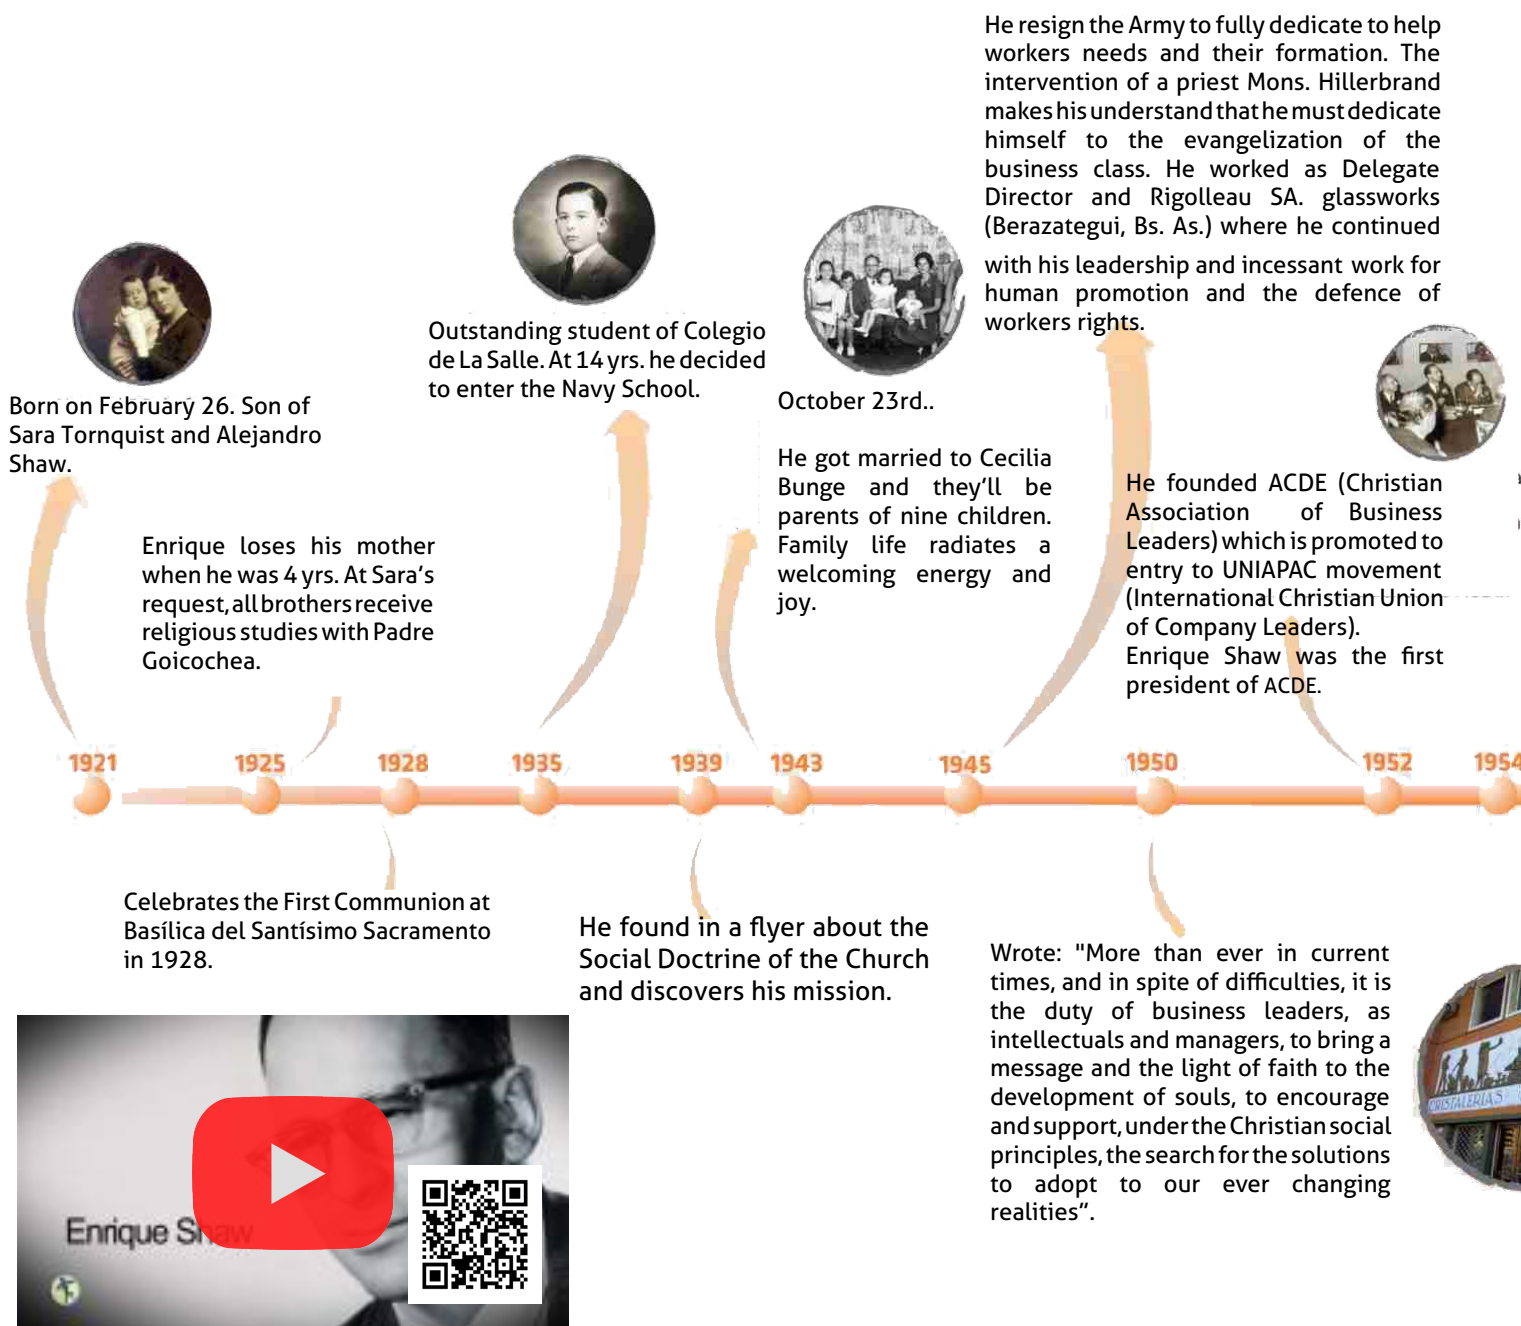 He resign the Army to fully dedicate to help
workers needs and their formation. The
intervention of a priest Mons. Hillerbrand
makes his understand that he must dedicate
himself to the evangelization of the
business class. He worked as Delegate
Director and Rigolleau SA. glassworks
(Berazategui, Bs. As.) where he continued
with his leadership and incessant work for
human promotion and the defence of
workers rights.
Outstanding student of Colegio
de La Salle. At 14 yrs. he decided
to enter the Navy School.
Born on February 26. Son of
Sara Tornquist and Alejandro
Shaw.
October 23rd..
He got married to Cecilia
Bunge and they’ll be
parents of nine children.
Family life radiates a
welcoming energy and
joy.
He founded ACDE (Christian
Association of Business
Leaders) which is promoted to
entry to UNIAPAC movement
(International Christian Union
of Company Leaders).
Enrique Shaw was the first
president of ACDE.
Enrique loses his mother
when he was 4 yrs. At Sara’s
request, all brothers receive
religious studies with Padre
Goicochea.
1921
1925
1928
1935
1939
1943
1945
1950
1952
1954
Celebrates the First Communion at
Basílica del Santísimo Sacramento
in 1928.
He found in a flyer about the
Social Doctrine of the Church
and discovers his mission.
Wrote: "More than ever in current
times, and in spite of difficulties, it is
the duty of business leaders, as
intellectuals and managers, to bring a
message and the light of faith to the
development of souls, to encourage
and support, under the Christian social
principles, the search for the solutions
to adopt to our ever changing
realities”.
CRISTALERIAS
Enrique Shaw